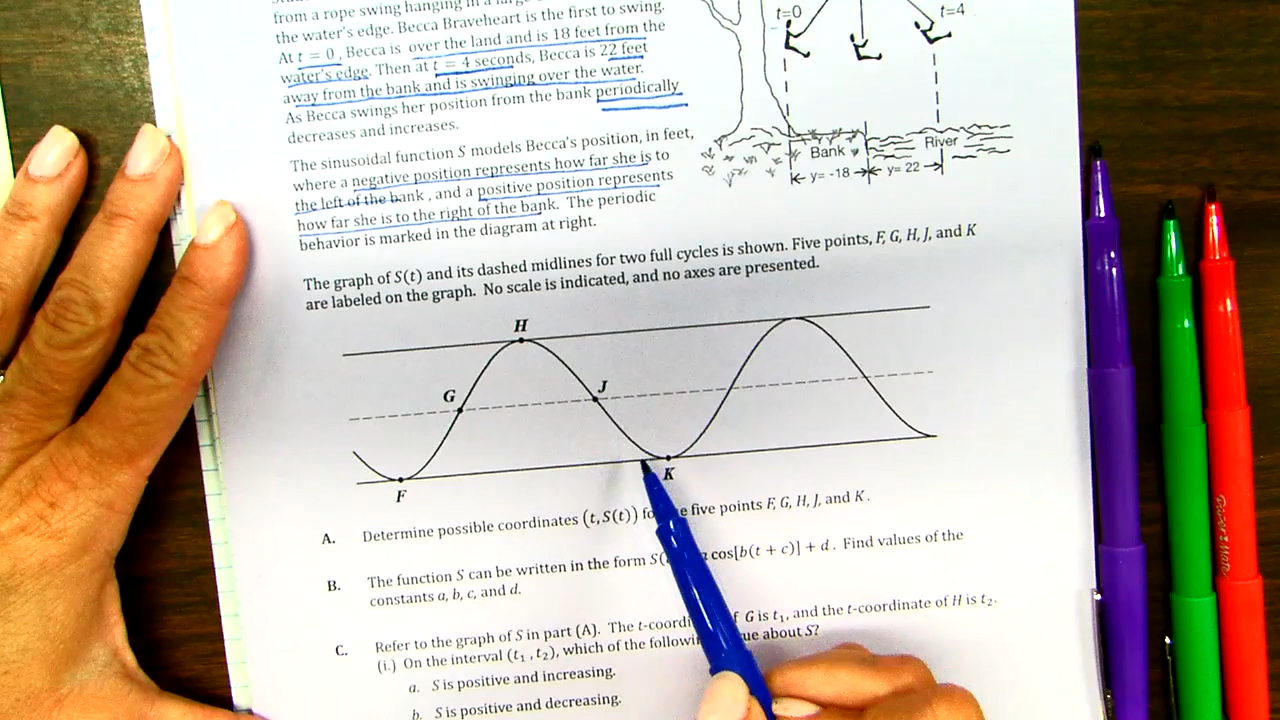 from a rope swing hanging in a large
the water's edge. Becca Braveheart is the first to swing.
At t = 0, Becca is over the land and is 18 feet from the
water's edge. Then at t = 4 seconds, Becca is 22 feet
away from the bank and is swinging over the water.
As Becca swings her position from the bank periodically
decreases and increases.
The sinusoidal function S models Becca's position, in feet,
where a negative position represents how far she is to
the left of the bank, and a positive position represents
how far she is to the right of the bank. The periodic
behavior is marked in the diagram at right.
t=0
t=4
Bank
River
y= -18
y= 22
The graph of S(t) and its dashed midlines for two full cycles is shown. Five points, F, G, H, J, and K
are labeled on the graph. No scale is indicated, and no axes are presented.
H
G
J
K
F
A. Determine possible coordinates (t, S(t)) fo e five points F, G, H, J, and K.
B. The function S can be written in the form S( cos[b(t + c)] + d. Find values of the
constants a, b, c, and d.
C. Refer to the graph of S in part (A). The t-coordi f G is t₁, and the t-coordinate of H is t₂.
(i.) On the interval (t₁, t₂), which of the followi ue about S?
a. S is positive and increasing.
b. S is positive and decreasing.
PaperMate